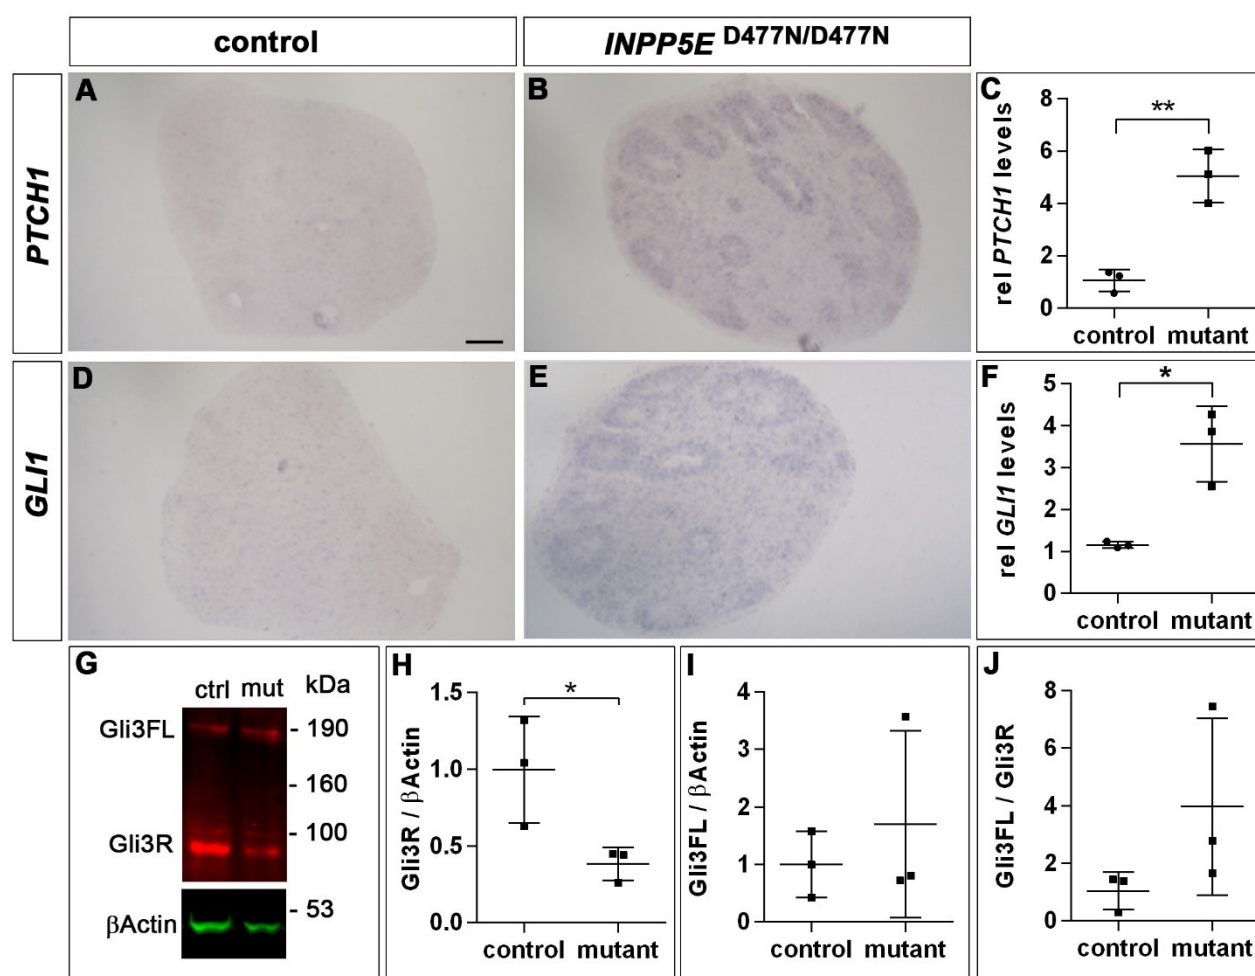 control
INPP5E D477N/D477N
PTCH1
A
B
C
rel PTCH1 levels
8
6
4
2
0
**
control mutant
GLI1
D
E
F
rel GLI1 levels
5
4
3
2
1
0
*
control mutant
G
ctrl mut kDa
Gli3FL
- 190
- 160
- 100
Gli3R
- 53
βActin
H
Gli3R / βActin
1.5
1.0
0.5
0.0
*
control mutant
I
Gli3FL / βActin
4
3
2
1
0
control mutant
J
Gli3FL / Gli3R
8
6
4
2
0
control mutant